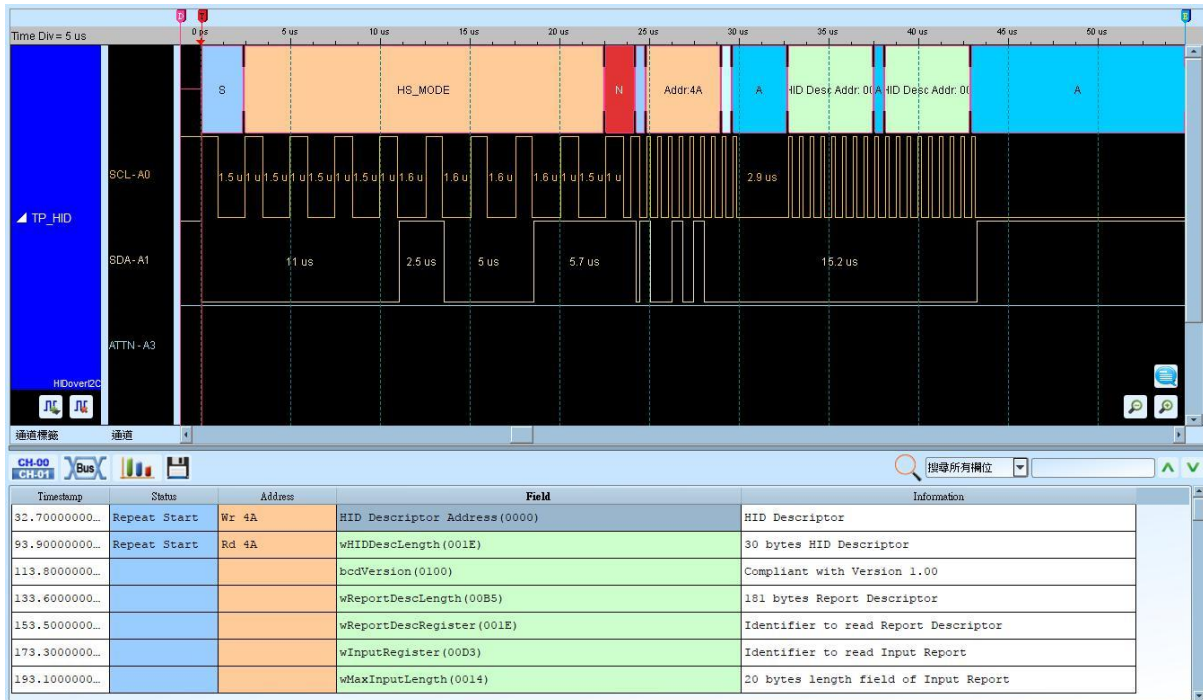 Time Div = 5 us
0 ps
5 us
10 us
15 us
20 us
25 us
30 us
35 us
40 us
45 us
50 us
S
HS_MODE
N
Addr:4A
A
HID Desc Addr: 00
A
HID Desc Addr: 00
A
SCL - A0
1.5 u 1 u 1.5 u 1 u 1.5 u 1 u 1.5 u 1 u 1.6 u 1.6 u 1.6 u 1.6 u 1 u 1.5 u 1 u 2.9 us
TP_HID
SDA - A1
11 us 2.5 us 5 us 5.7 us 15.2 us
ATTN - A3
HIDoverI2C
通道標籤 通道
CH-00
CH-01
Bus
搜尋所有欄位
Timestamp Status Address Field Information
32.70000000... Repeat Start Wr 4A HID Descriptor Address(0000) HID Descriptor
93.90000000... Repeat Start Rd 4A wHIDDescLength(001E) 30 bytes HID Descriptor
113.8000000... bcdVersion(0100) Compliant with Version 1.00
133.6000000... wReportDescLength(00B5) 181 bytes Report Descriptor
153.5000000... wReportDescRegister(001E) Identifier to read Report Descriptor
173.3000000... wInputRegister(00D3) Identifier to read Input Report
193.1000000... wMaxInputLength(0014) 20 bytes length field of Input Report